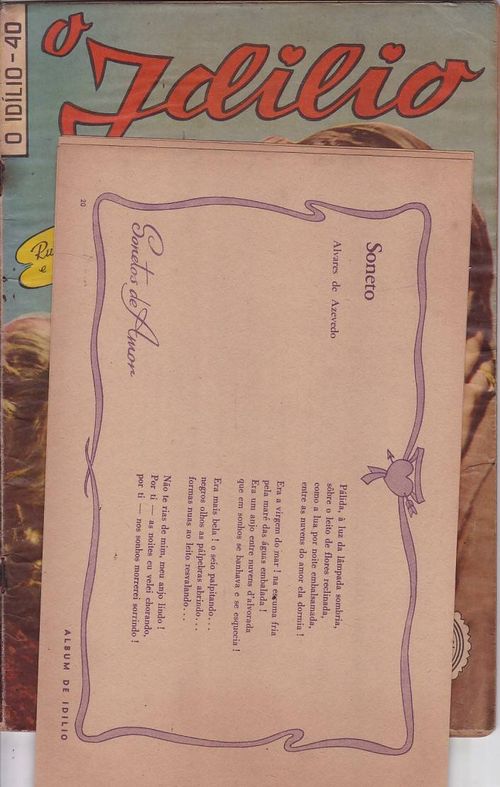 O IDILIO - 40
O Idilio
Ru
e
Soneto
Alvares de Azevedo
Pálida, à luz da lâmpada sombria,
sôbre o leito de flores reclinada,
como a lua por noite embalsamada,
entre as nuvens do amor ela dormia !
Era a virgem do mar ! na escuma fria
pela maré das águas embalada !
Era um anjo entre nuvens d'alvorada
que em sonhos se banhava e se esquecia !
Era mais bela ! o seio palpitando...
negros olhos as pálpebras abrindo...
formas nuas ao leito resvalando...
Não te rias de mim, meu anjo lindo !
Por ti — as noites eu velei chorando,
por ti — nos sonhos morrerei sorrindo !
Sonetos de Amor
20
ALBUM DE IDILIO